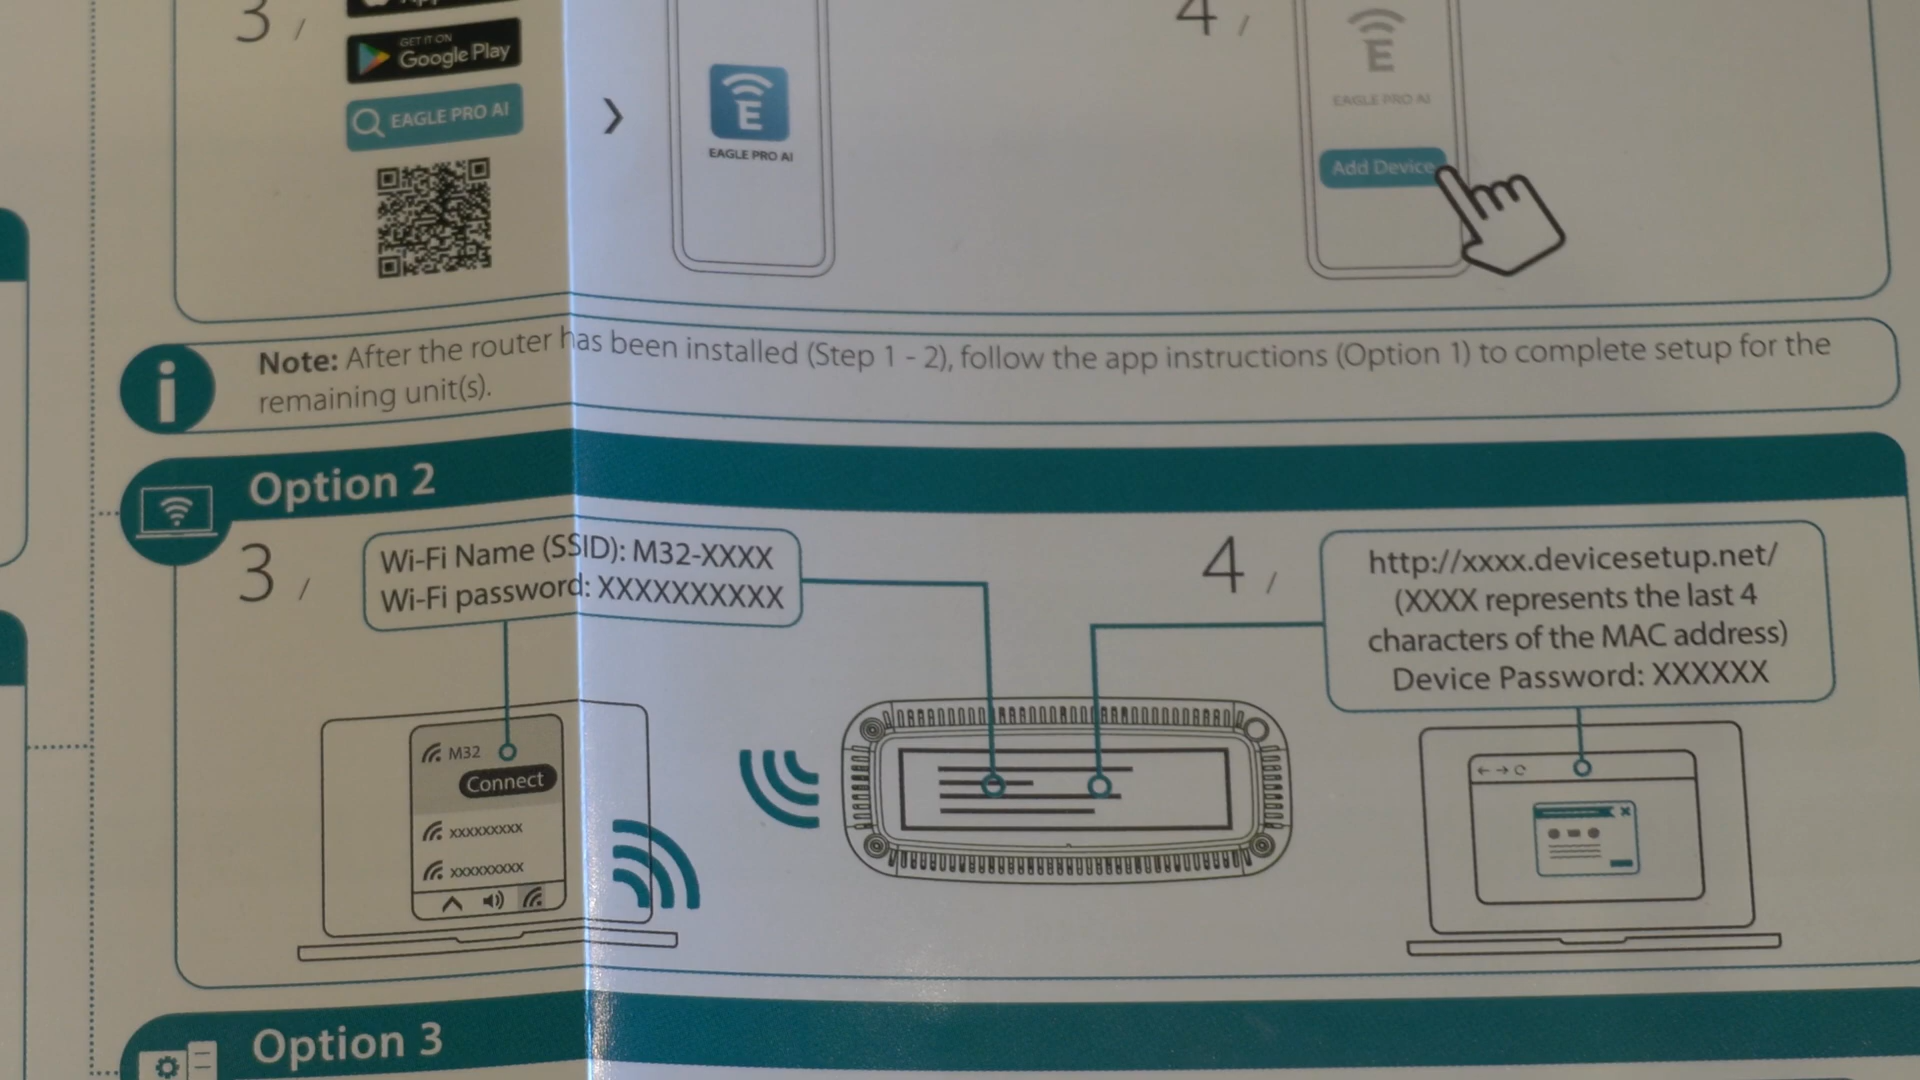 3 /
GET IT ON
Google Play
EAGLE PRO AI
E
EAGLE PRO AI
4 /
E
EAGLE PRO AI
Add Device
i
Note: After the router has been installed (Step 1 - 2), follow the app instructions (Option 1) to complete setup for the
remaining unit(s).
Option 2
3 /
Wi-Fi Name (SSID): M32-XXXX
Wi-Fi password: XXXXXXXXXX
M32
Connect
xxxxxxxxx
xxxxxxxxx
4 /
http://xxxx.devicesetup.net/
(XXXX represents the last 4
characters of the MAC address)
Device Password: XXXXXX
Option 3